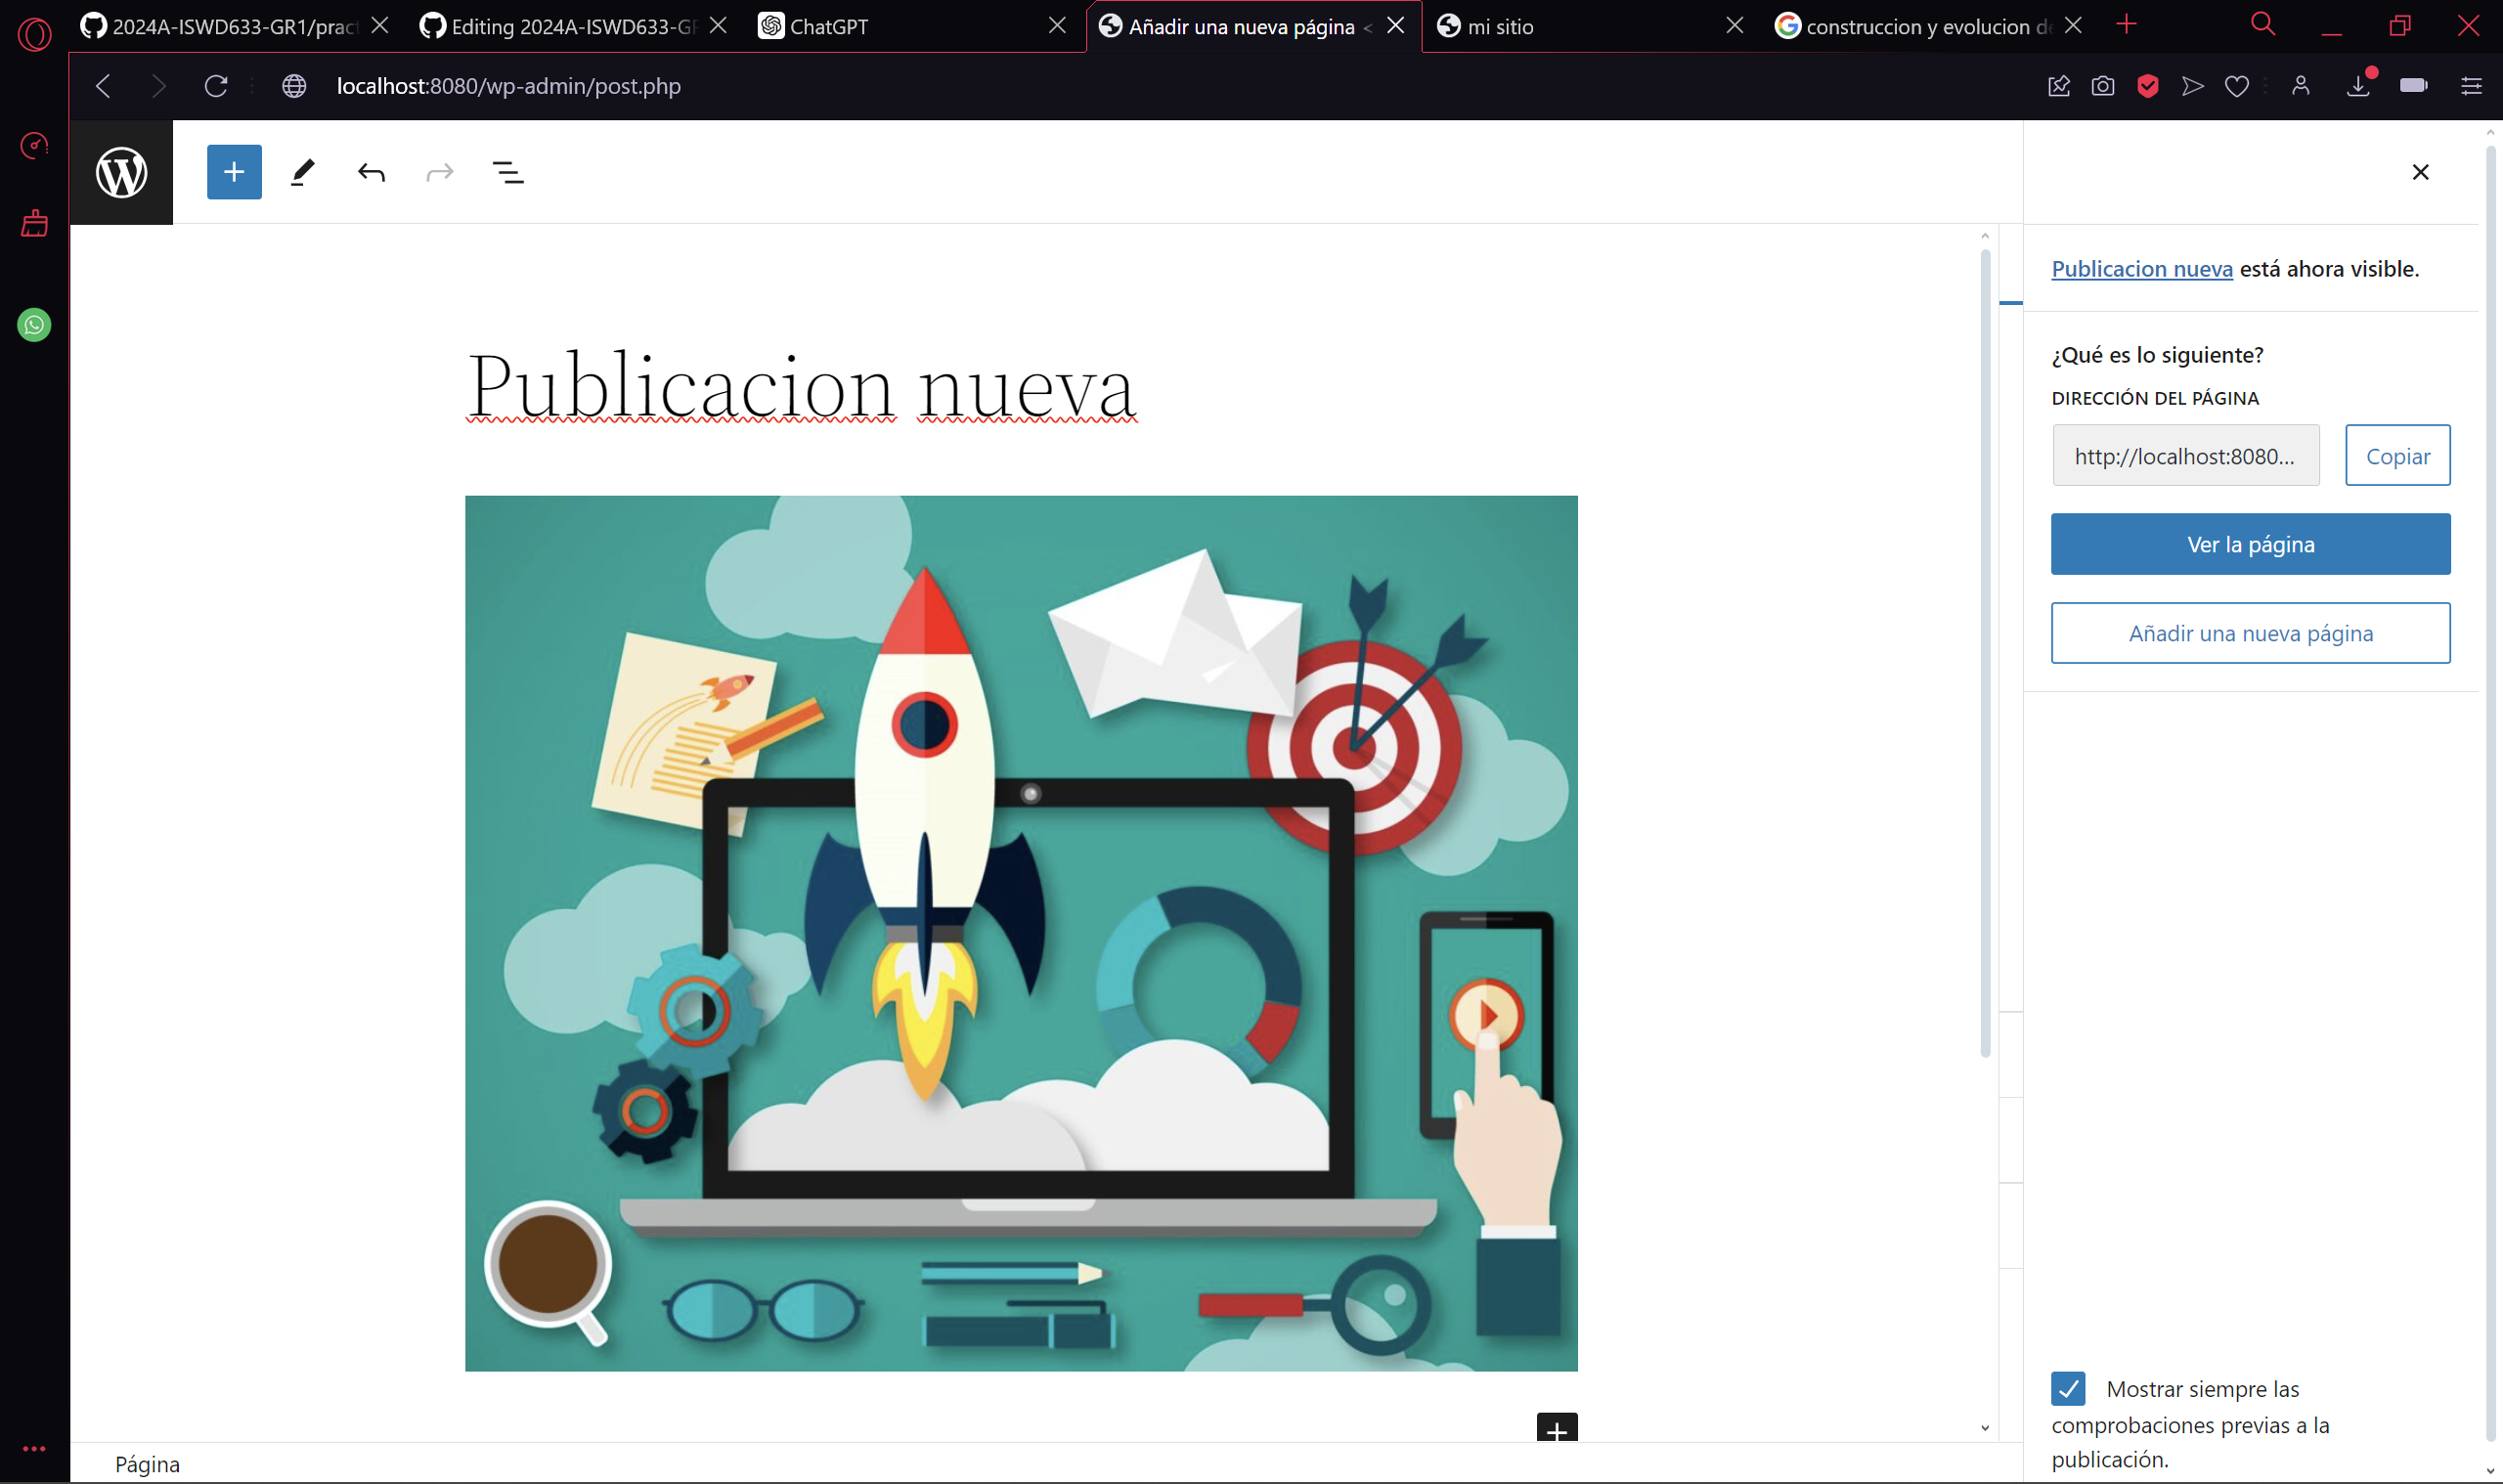 2024A-ISWD633-GR1/prac
Editing 2024A-ISWD633-G
ChatGPT
Añadir una nueva página <
mi sitio
construccion y evolucion d
localhost:8080/wp-admin/post.php
Publicacion nueva está ahora visible.
¿Qué es lo siguiente?
DIRECCIÓN DEL PÁGINA
http://localhost:8080...
Copiar
Ver la página
Añadir una nueva página
Publicacion nueva
Mostrar siempre las
comprobaciones previas a la
publicación.
Página